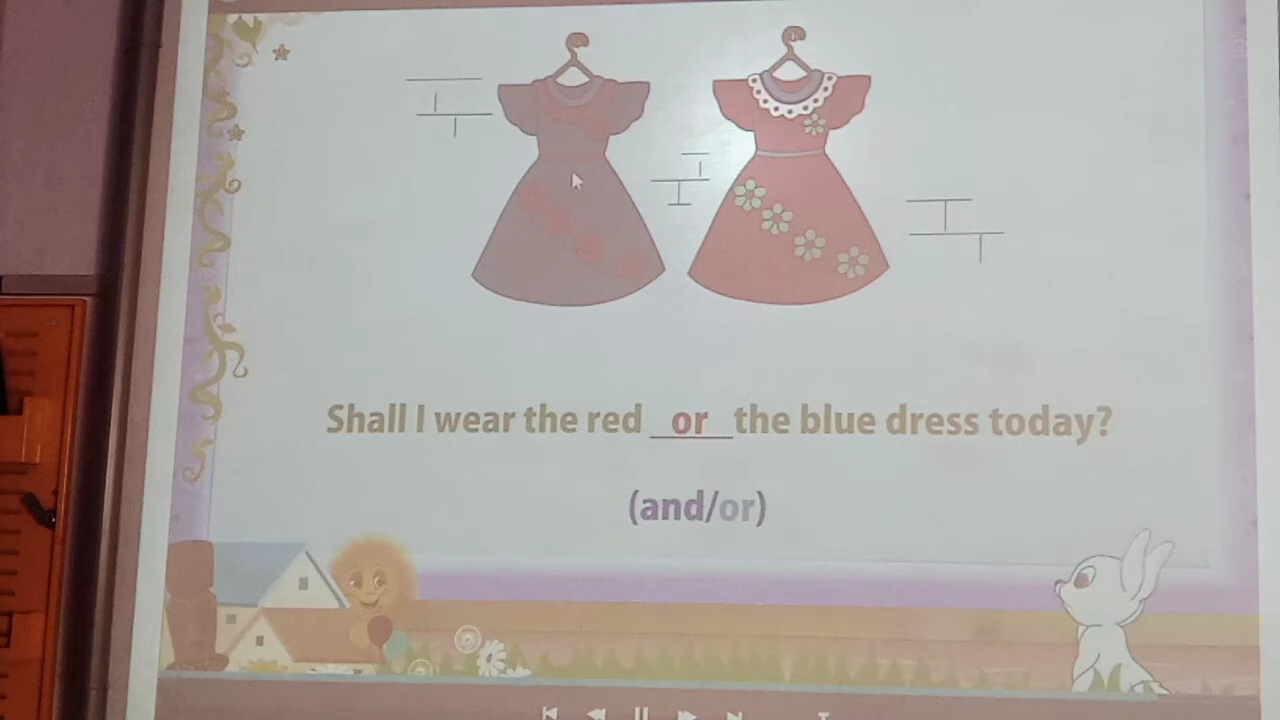 Shall I wear the red or the blue dress today?
(and/or)